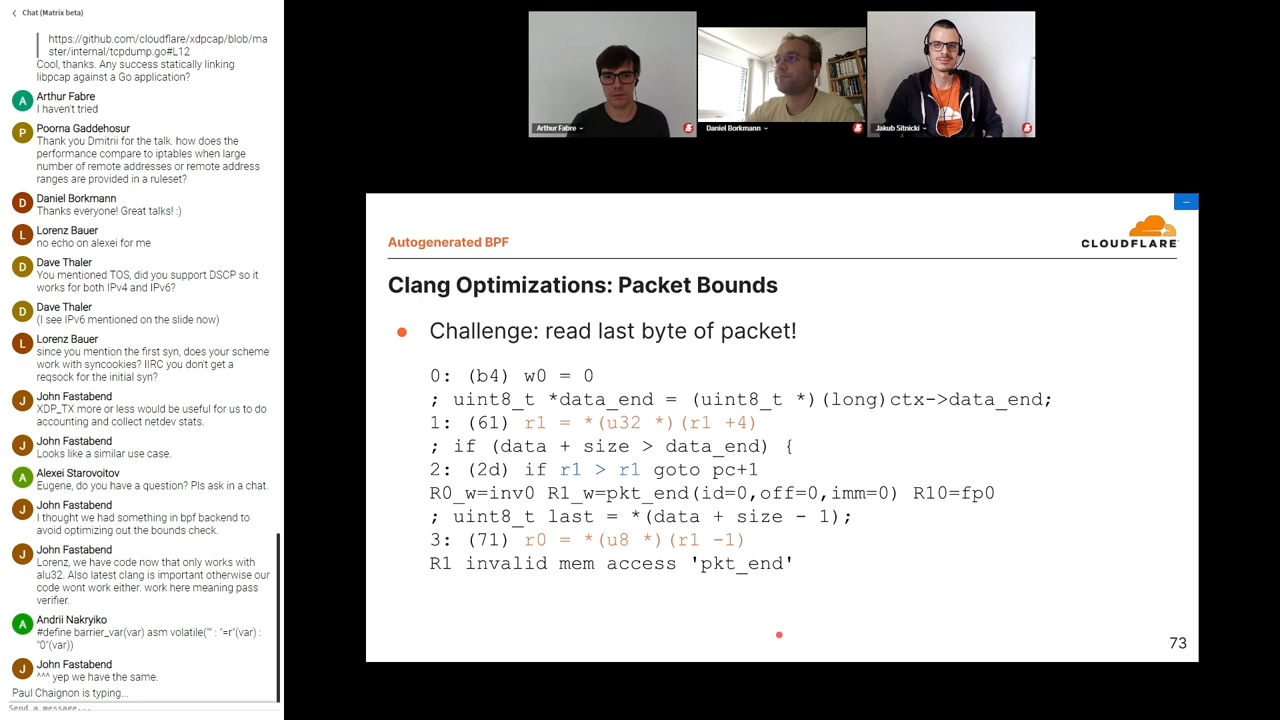 Chat (Matrix beta)
https://github.com/cloudflare/xdpcap/blob/ma
ster/internal/tcpdump.go#L12
Cool, thanks. Any success statically linking
libpcap against a Go application?
A
Arthur Fabre
I haven't tried
P
Poorna Gaddehosur
Thank you Dmitrii for the talk. how does the
performance compare to iptables when large
number of remote addresses or remote address
ranges are provided in a ruleset?
D
Daniel Borkmann
Thanks everyone! Great talks! :)
L
Lorenz Bauer
no echo on alexei for me
D
Dave Thaler
You mentioned TOS, did you support DSCP so it
works for both IPv4 and IPv6?
D
Dave Thaler
(I see IPv6 mentioned on the slide now)
L
Lorenz Bauer
since you mention the first syn, does your scheme
work with syncookies? IIRC you don't get a
reqsock for the initial syn?
J
John Fastabend
XDP_TX more or less would be useful for us to do
accounting and collect netdev stats.
J
John Fastabend
Looks like a similar use case.
A
Alexei Starovoitov
Eugene, do you have a question? Pls ask in a chat.
J
John Fastabend
I thought we had something in bpf backend to
avoid optimizing out the bounds check.
J
John Fastabend
Lorenz, we have code now that only works with
alu32. Also latest clang is important otherwise our
code wont work either. work here meaning pass
verifier.
A
Andrii Nakryiko
#define barrier_var(var) asm volatile("" : "=r"(var) :
"0"(var))
J
John Fastabend
^^^ yep we have the same.
Paul Chaignon is typing...
Send a message...
Arthur Fabre
Daniel Borkmann
Jakub Sitnicki
Autogenerated BPF
CLOUDFLARE
Clang Optimizations: Packet Bounds
● Challenge: read last byte of packet!
0: (b4) w0 = 0
; uint8_t *data_end = (uint8_t *)(long)ctx->data_end;
1: (61) r1 = *(u32 *)(r1 +4)
; if (data + size > data_end) {
2: (2d) if r1 > r1 goto pc+1
R0_w=inv0 R1_w=pkt_end(id=0,off=0,imm=0) R10=fp0
; uint8_t last = *(data + size - 1);
3: (71) r0 = *(u8 *)(r1 -1)
R1 invalid mem access 'pkt_end'
73